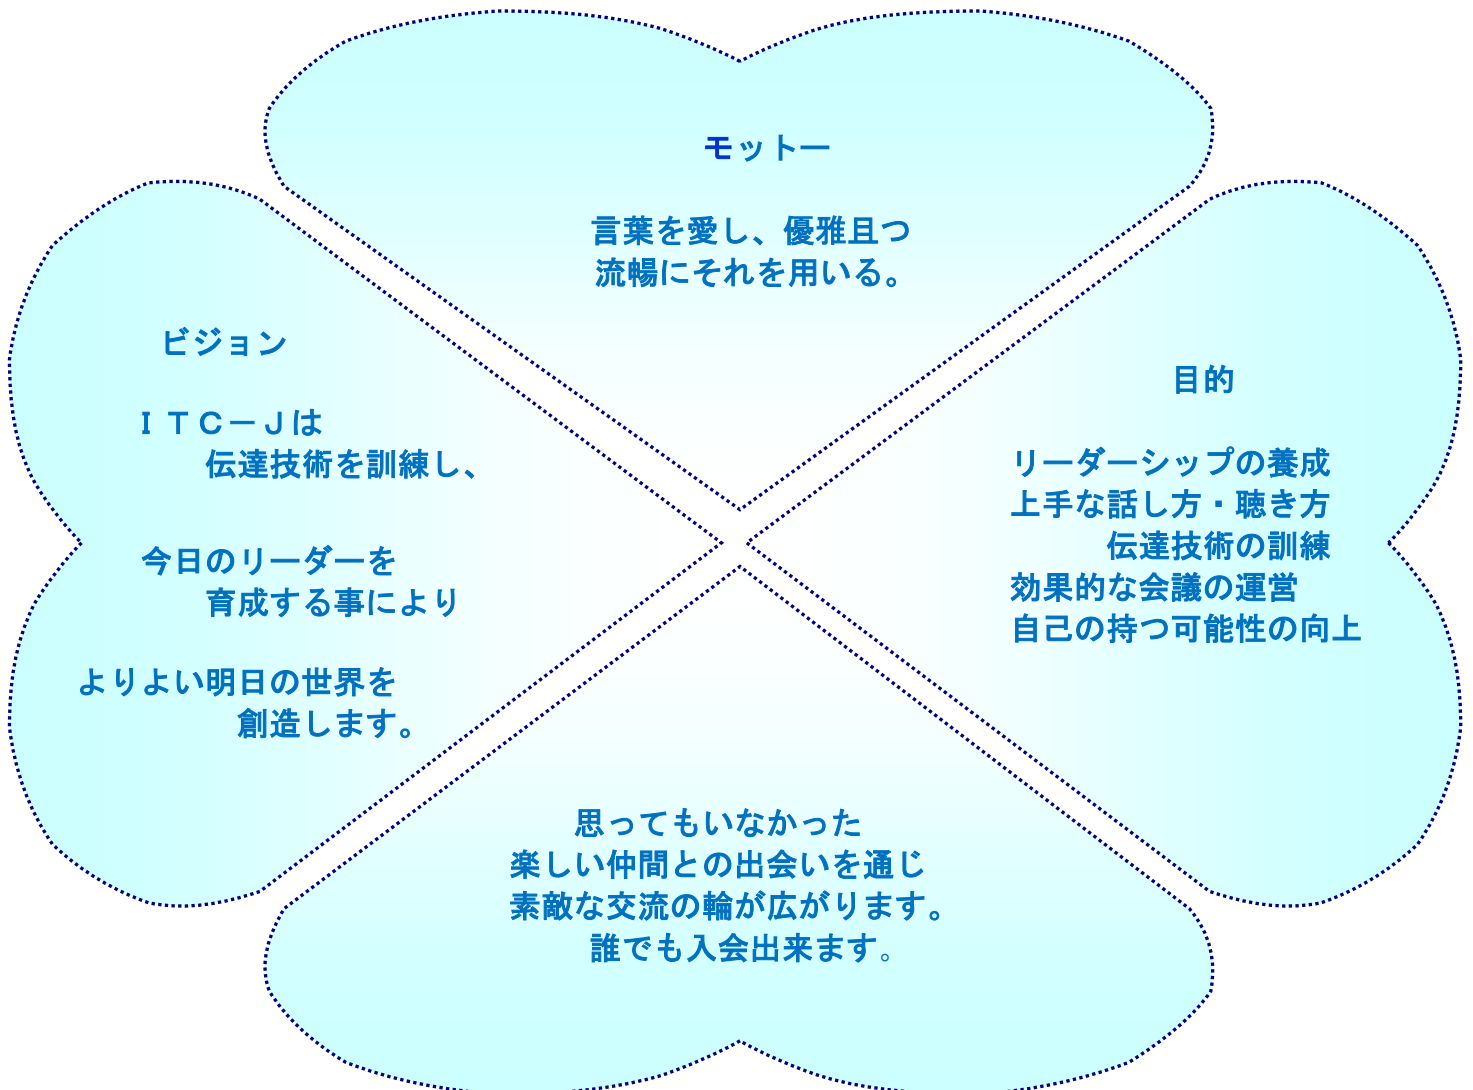 モットー
言葉を愛し、優雅且つ
流暢にそれを用いる。
ビジョン
ＩＴＣ－Ｊは
伝達技術を訓練し、
今日のリーダーを
育成する事により
よりよい明日の世界を
創造します。
目的
リーダーシップの養成
上手な話し方・聴き方
伝達技術の訓練
効果的な会議の運営
自己の持つ可能性の向上
思ってもいなかった
楽しい仲間との出会いを通じ
素敵な交流の輪が広がります。
誰でも入会出来ます。